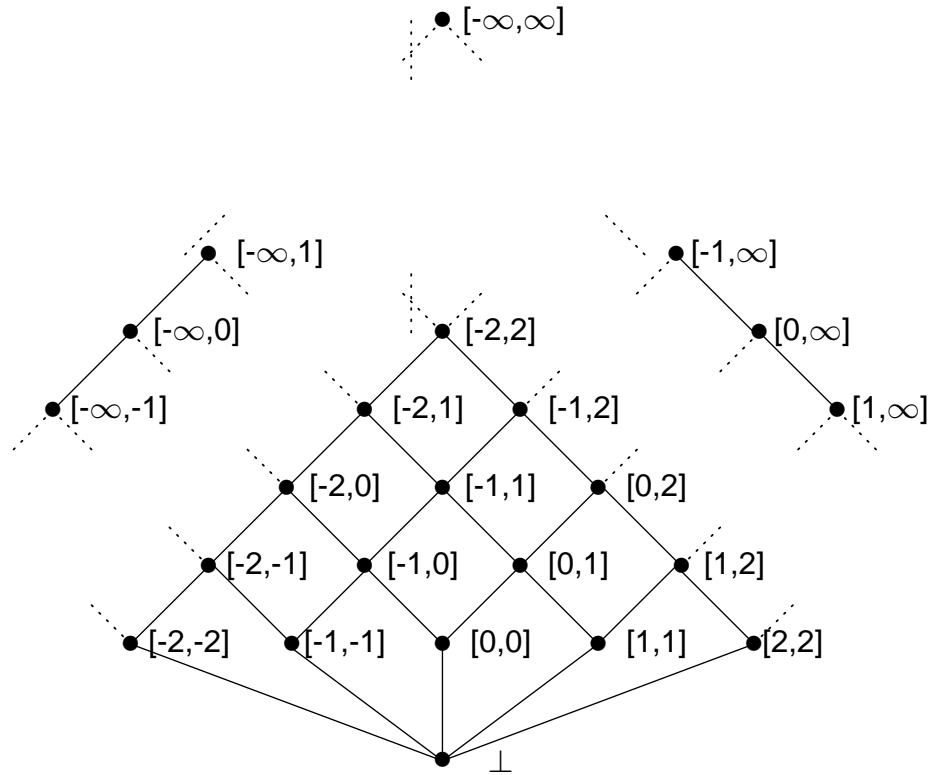 [-∞,∞]
[-∞,1] [-1,∞]
[-∞,0] [-2,2] [0,∞]
[-∞,-1] [-2,1] [-1,2] [1,∞]
[-2,0] [-1,1] [0,2]
[-2,-1] [-1,0] [0,1] [1,2]
[-2,-2] [-1,-1] [0,0] [1,1] [2,2]
⊥